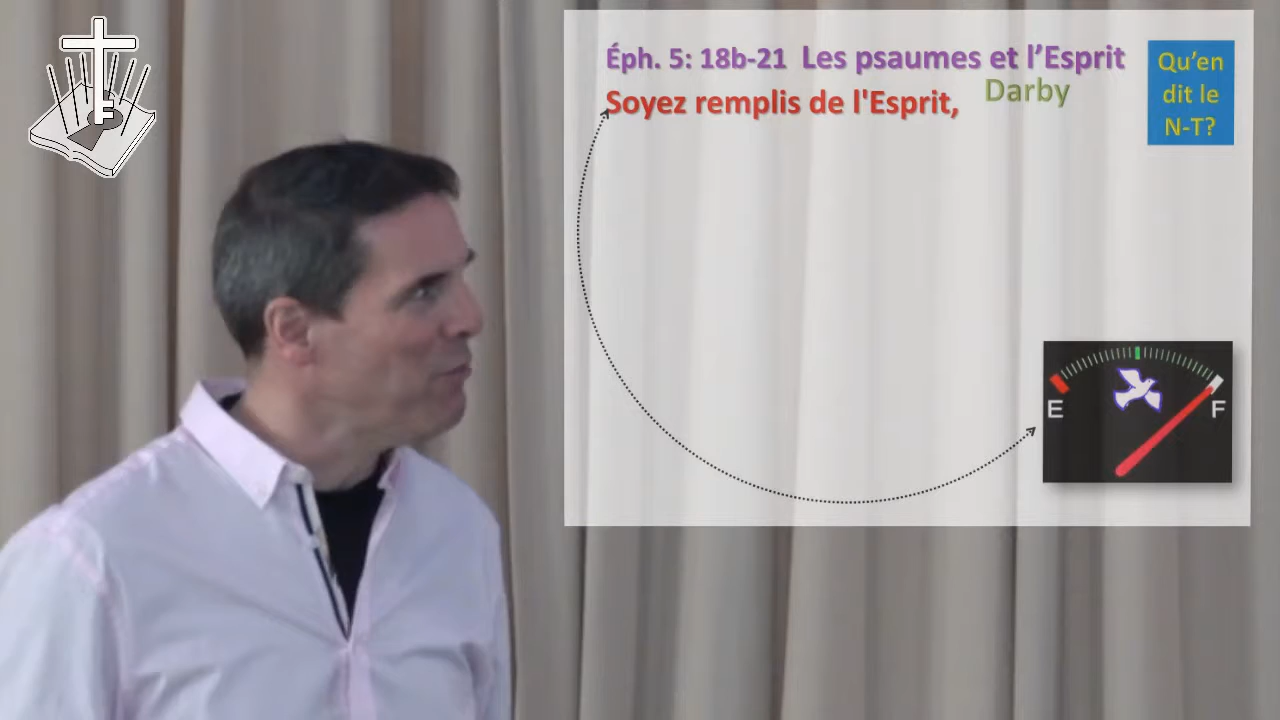 Éph. 5: 18b-21 Les psaumes et l’Esprit
Soyez remplis de l'Esprit,
Darby
Qu’en
dit le
N-T?
E
F